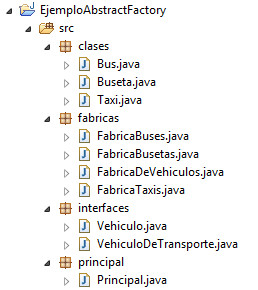 EjemploAbstractFactory
src
clases
Bus.java
Buseta.java
Taxi.java
fabricas
FabricaBuses.java
FabricaBusetas.java
FabricaDeVehiculos.java
FabricaTaxis.java
interfaces
Vehiculo.java
VehiculoDeTransporte.java
principal
Principal.java